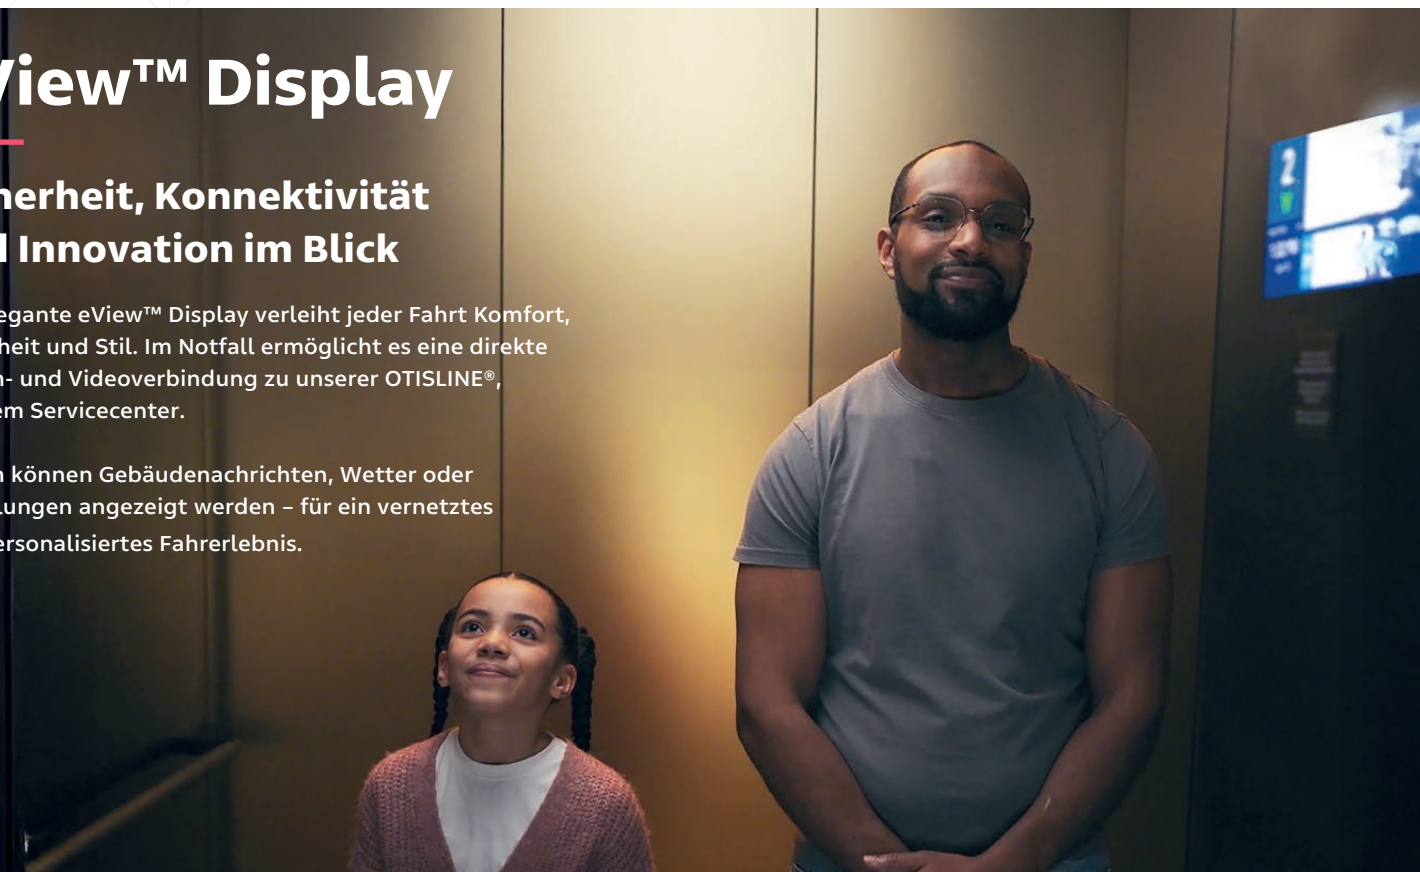 View™ Display
herheit, Konnektivität
d Innovation im Blick
egante eView™ Display verleiht jeder Fahrt Komfort,
heit und Stil. Im Notfall ermöglicht es eine direkte
n- und Videoverbindung zu unserer OTISLINE®,
em Servicecenter.
n können Gebäudenachrichten, Wetter oder
lungen angezeigt werden – für ein vernetztes
ersonalisiertes Fahrerlebnis.
2